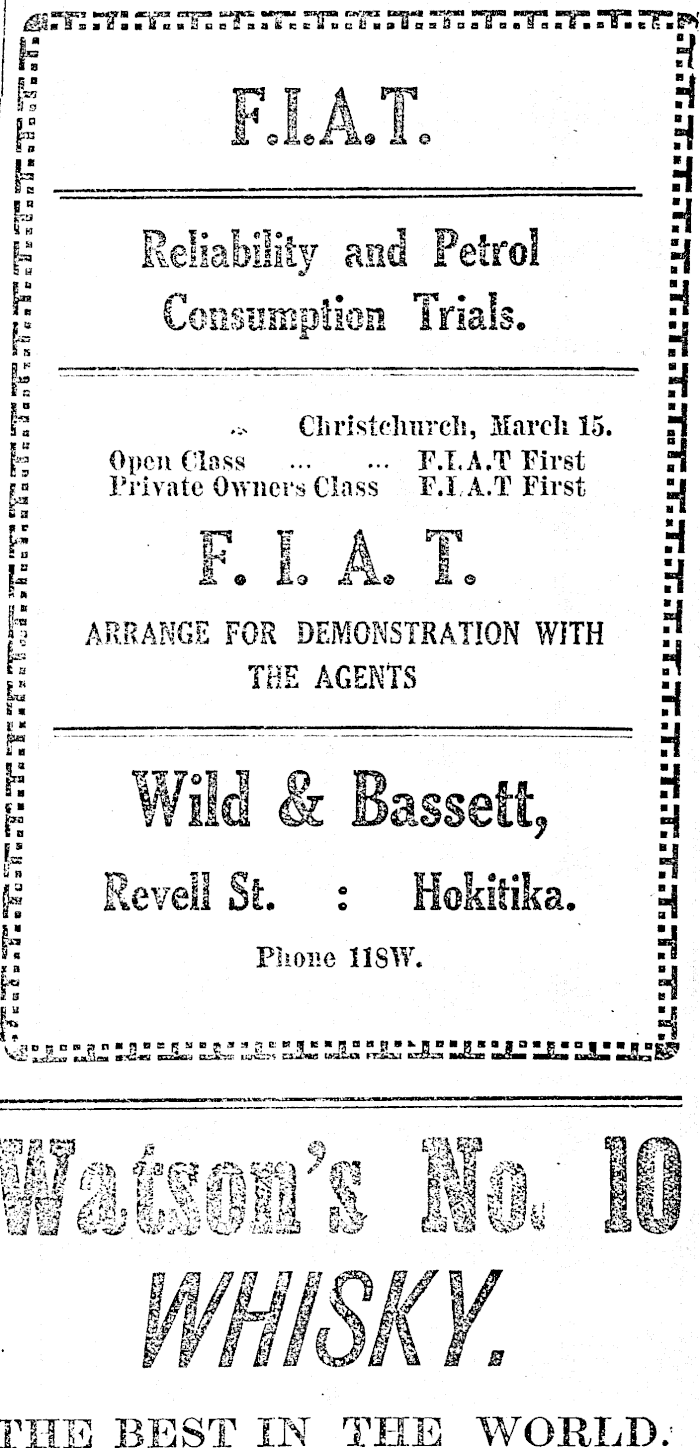 F.I.A.T.
Reliability and Petrol
Consumption Trials.
Christchurch, March 15.
Open Class ... ... F.I.A.T First
Private Owners Class F.I.A.T First
F. I. A. T.
ARRANGE FOR DEMONSTRATION WITH
THE AGENTS
Wild & Bassett,
Revell St. : Hokitika.
Phone 118W.
Watson's No. 10
WHISKY.
THE BEST IN THE WORLD.